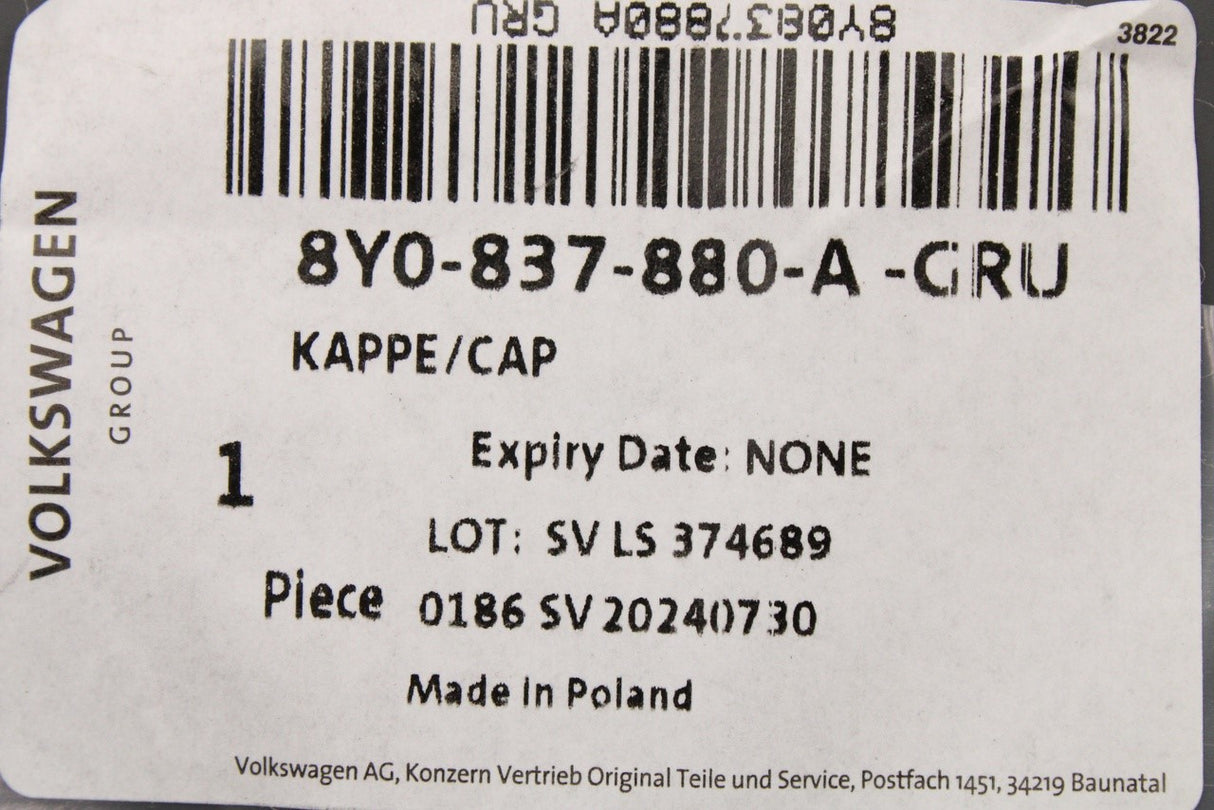 8Y0837880A GRU
3822
8Y0-837-880-A -GRU
KAPPE/CAP
VOLKSWAGEN
GROUP
1
Expiry Date: NONE
LOT: SV LS 374689
Piece
0186 SV 20240730
Made in Poland
Volkswagen AG, Konzern Vertrieb Original Teile und Service, Postfach 1451, 34219 Baunatal